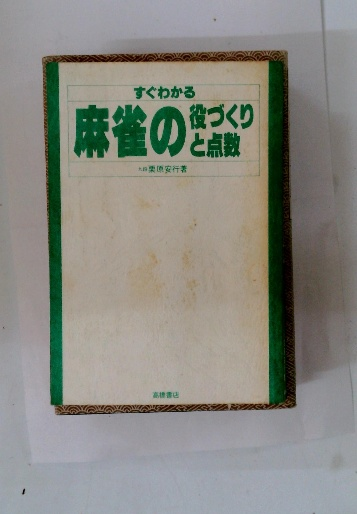 すぐわかる
麻雀の役づくりと点数
栗原安行著
高橋書店